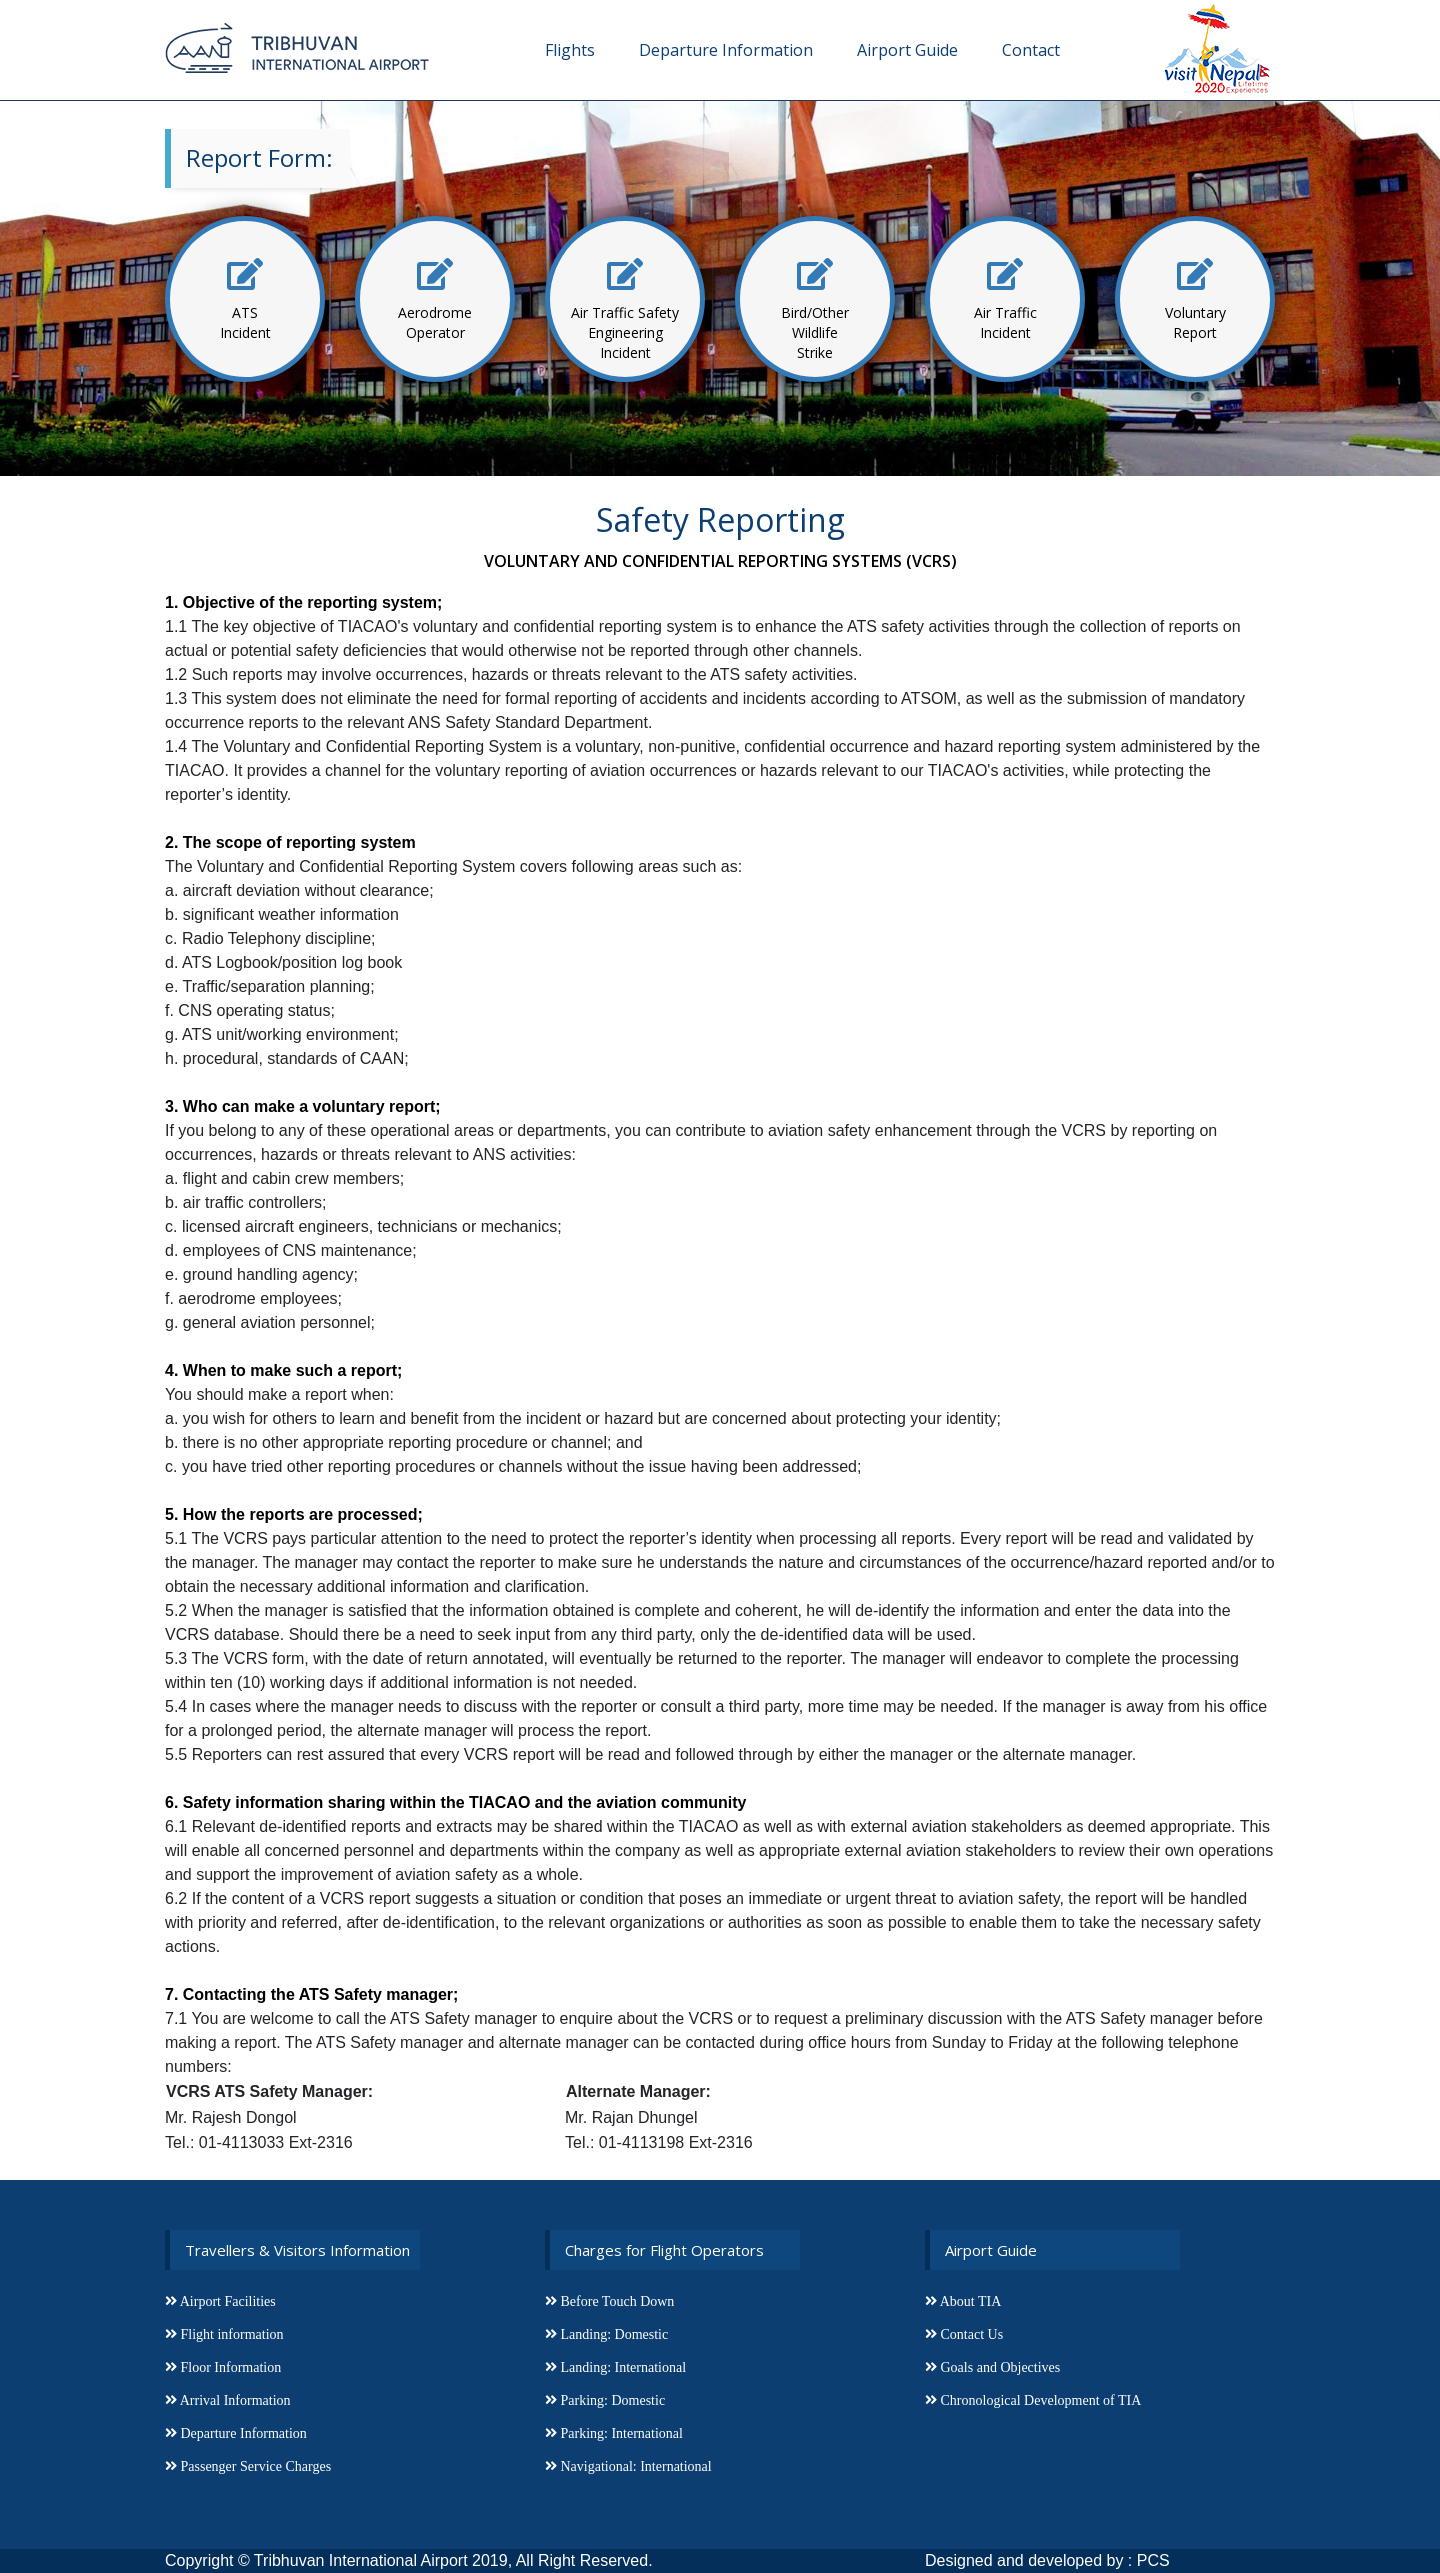 TRIBHUVAN
INTERNATIONAL AIRPORT
Flights
Departure Information
Airport Guide
Contact
visit Nepal
Lifetime
2020 Experiences
Report Form:
ATS
Incident
Aerodrome
Operator
Air Traffic Safety
Engineering
Incident
Bird/Other
Wildlife
Strike
Air Traffic
Incident
Voluntary
Report
Safety Reporting
VOLUNTARY AND CONFIDENTIAL REPORTING SYSTEMS (VCRS)
1. Objective of the reporting system;
1.1 The key objective of TIACAO's voluntary and confidential reporting system is to enhance the ATS safety activities through the collection of reports on
actual or potential safety deficiencies that would otherwise not be reported through other channels.
1.2 Such reports may involve occurrences, hazards or threats relevant to the ATS safety activities.
1.3 This system does not eliminate the need for formal reporting of accidents and incidents according to ATSOM, as well as the submission of mandatory
occurrence reports to the relevant ANS Safety Standard Department.
1.4 The Voluntary and Confidential Reporting System is a voluntary, non-punitive, confidential occurrence and hazard reporting system administered by the
TIACAO. It provides a channel for the voluntary reporting of aviation occurrences or hazards relevant to our TIACAO's activities, while protecting the
reporter’s identity.
2. The scope of reporting system
The Voluntary and Confidential Reporting System covers following areas such as:
a. aircraft deviation without clearance;
b. significant weather information
c. Radio Telephony discipline;
d. ATS Logbook/position log book
e. Traffic/separation planning;
f. CNS operating status;
g. ATS unit/working environment;
h. procedural, standards of CAAN;
3. Who can make a voluntary report;
If you belong to any of these operational areas or departments, you can contribute to aviation safety enhancement through the VCRS by reporting on
occurrences, hazards or threats relevant to ANS activities:
a. flight and cabin crew members;
b. air traffic controllers;
c. licensed aircraft engineers, technicians or mechanics;
d. employees of CNS maintenance;
e. ground handling agency;
f. aerodrome employees;
g. general aviation personnel;
4. When to make such a report;
You should make a report when:
a. you wish for others to learn and benefit from the incident or hazard but are concerned about protecting your identity;
b. there is no other appropriate reporting procedure or channel; and
c. you have tried other reporting procedures or channels without the issue having been addressed;
5. How the reports are processed;
5.1 The VCRS pays particular attention to the need to protect the reporter’s identity when processing all reports. Every report will be read and validated by
the manager. The manager may contact the reporter to make sure he understands the nature and circumstances of the occurrence/hazard reported and/or to
obtain the necessary additional information and clarification.
5.2 When the manager is satisfied that the information obtained is complete and coherent, he will de-identify the information and enter the data into the
VCRS database. Should there be a need to seek input from any third party, only the de-identified data will be used.
5.3 The VCRS form, with the date of return annotated, will eventually be returned to the reporter. The manager will endeavor to complete the processing
within ten (10) working days if additional information is not needed.
5.4 In cases where the manager needs to discuss with the reporter or consult a third party, more time may be needed. If the manager is away from his office
for a prolonged period, the alternate manager will process the report.
5.5 Reporters can rest assured that every VCRS report will be read and followed through by either the manager or the alternate manager.
6. Safety information sharing within the TIACAO and the aviation community
6.1 Relevant de-identified reports and extracts may be shared within the TIACAO as well as with external aviation stakeholders as deemed appropriate. This
will enable all concerned personnel and departments within the company as well as appropriate external aviation stakeholders to review their own operations
and support the improvement of aviation safety as a whole.
6.2 If the content of a VCRS report suggests a situation or condition that poses an immediate or urgent threat to aviation safety, the report will be handled
with priority and referred, after de-identification, to the relevant organizations or authorities as soon as possible to enable them to take the necessary safety
actions.
7. Contacting the ATS Safety manager;
7.1 You are welcome to call the ATS Safety manager to enquire about the VCRS or to request a preliminary discussion with the ATS Safety manager before
making a report. The ATS Safety manager and alternate manager can be contacted during office hours from Sunday to Friday at the following telephone
numbers:
VCRS ATS Safety Manager:
Mr. Rajesh Dongol
Tel.: 01-4113033 Ext-2316
Alternate Manager:
Mr. Rajan Dhungel
Tel.: 01-4113198 Ext-2316
Travellers & Visitors Information
Airport Facilities
Flight information
Floor Information
Arrival Information
Departure Information
Passenger Service Charges
Charges for Flight Operators
Before Touch Down
Landing: Domestic
Landing: International
Parking: Domestic
Parking: International
Navigational: International
Airport Guide
About TIA
Contact Us
Goals and Objectives
Chronological Development of TIA
Copyright © Tribhuvan International Airport 2019, All Right Reserved.
Designed and developed by : PCS